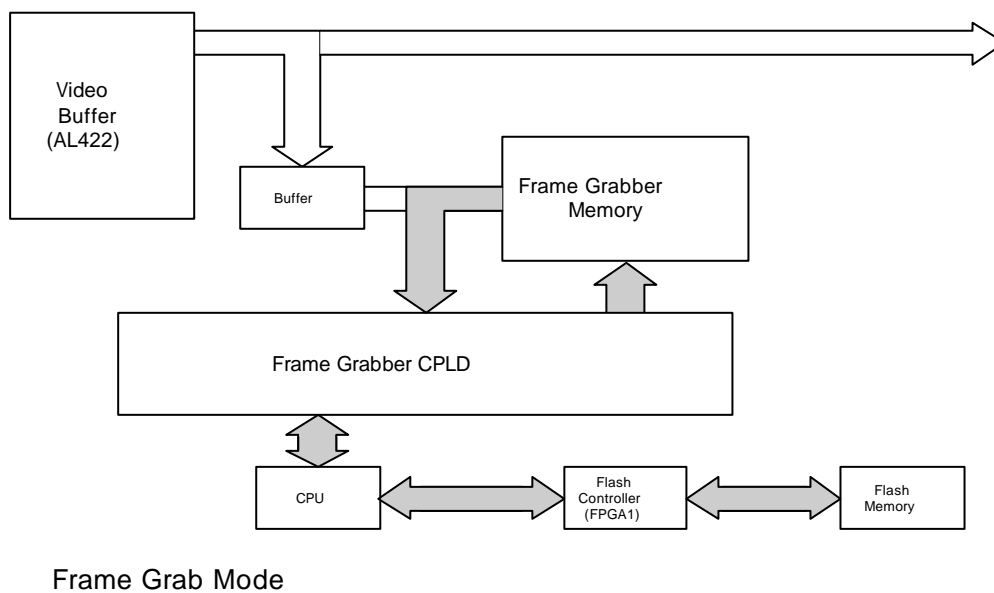 Video
Buffer
(AL422)
Buffer
Frame Grabber
Memory
Frame Grabber CPLD
CPU
Flash
Controller
(FPGA1)
Flash
Memory
Frame Grab Mode